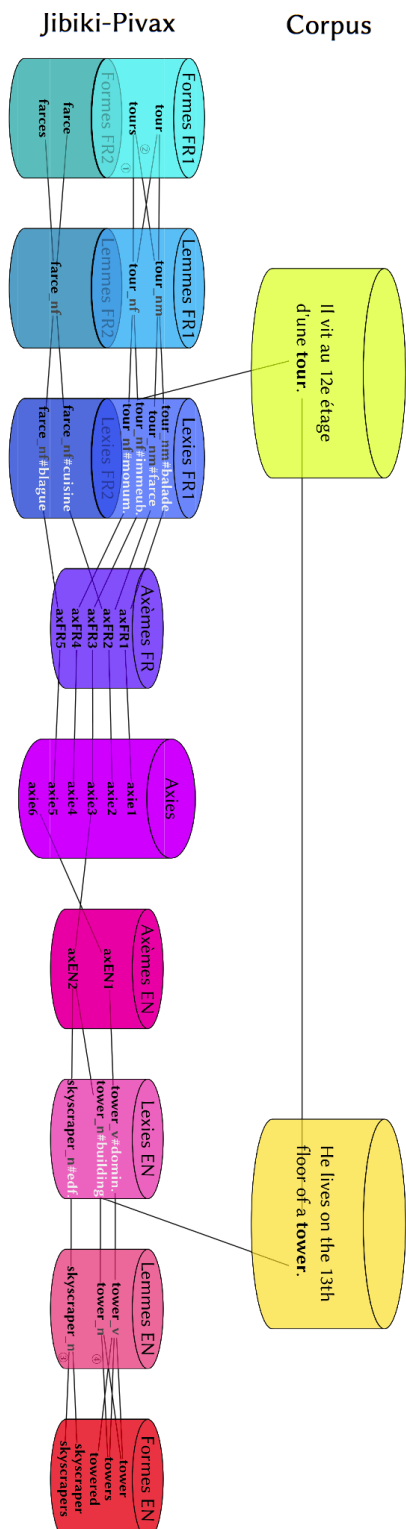 Jibiki-Pivax
Corpus
Formes FR1
tour
tours
②
①
Formes FR2
farce
farces
Lemmes FR1
tour_nm
tour_nf
Lemmes FR2
farce_nf
Lexies FR1
tour_nm#balade
tour_nm#farce
tour_nf#immeub.
tour_nf#monum.
Lexies FR2
farce_nf#cuisine
farce_nf#blague
Il vit au 12e étage
d'une tour.
Axèmes FR
axFR1
axFR2
axFR3
axFR4
axFR5
Axies
axie1
axie2
axie3
axie4
axie5
axie6
Axèmes EN
axEN1
axEN2
Lexies EN
tower_v#domin.
tower_n#building
skyscraper_n#edf.
He lives on the 13th
floor of a tower.
Lemmes EN
tower_v
tower_n
④
skyscraper_n
Formes EN
tower
towers
towered
skyscraper
skyscrapers